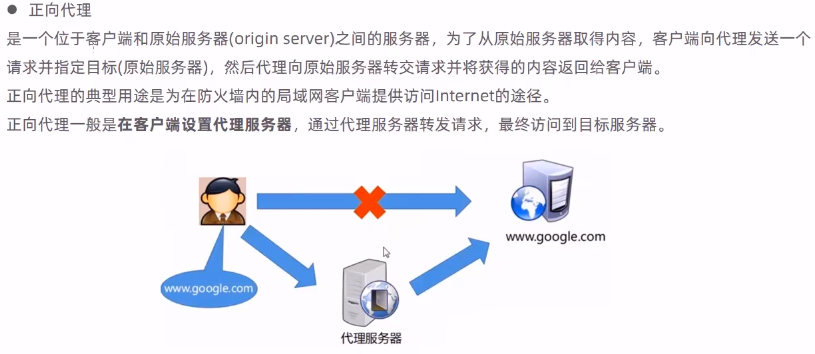 ● 正向代理
是一个位于客户端和原始服务器(origin server)之间的服务器，为了从原始服务器取得内容，客户端向代理发送一个
请求并指定目标(原始服务器)，然后代理向原始服务器转交请求并将获得的内容返回给客户端。
正向代理的典型用途是为在防火墙内的局域网客户端提供访问Internet的途径。
正向代理一般是在客户端设置代理服务器，通过代理服务器转发请求，最终访问到目标服务器。
www.google.com
www.google.com
代理服务器